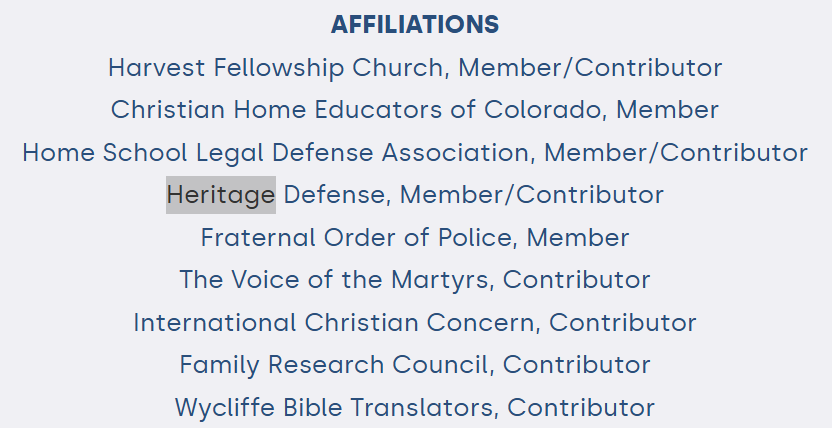 AFFILIATIONS
Harvest Fellowship Church, Member/Contributor
Christian Home Educators of Colorado, Member
Home School Legal Defense Association, Member/Contributor
Heritage Defense, Member/Contributor
Fraternal Order of Police, Member
The Voice of the Martyrs, Contributor
International Christian Concern, Contributor
Family Research Council, Contributor
Wycliffe Bible Translators, Contributor